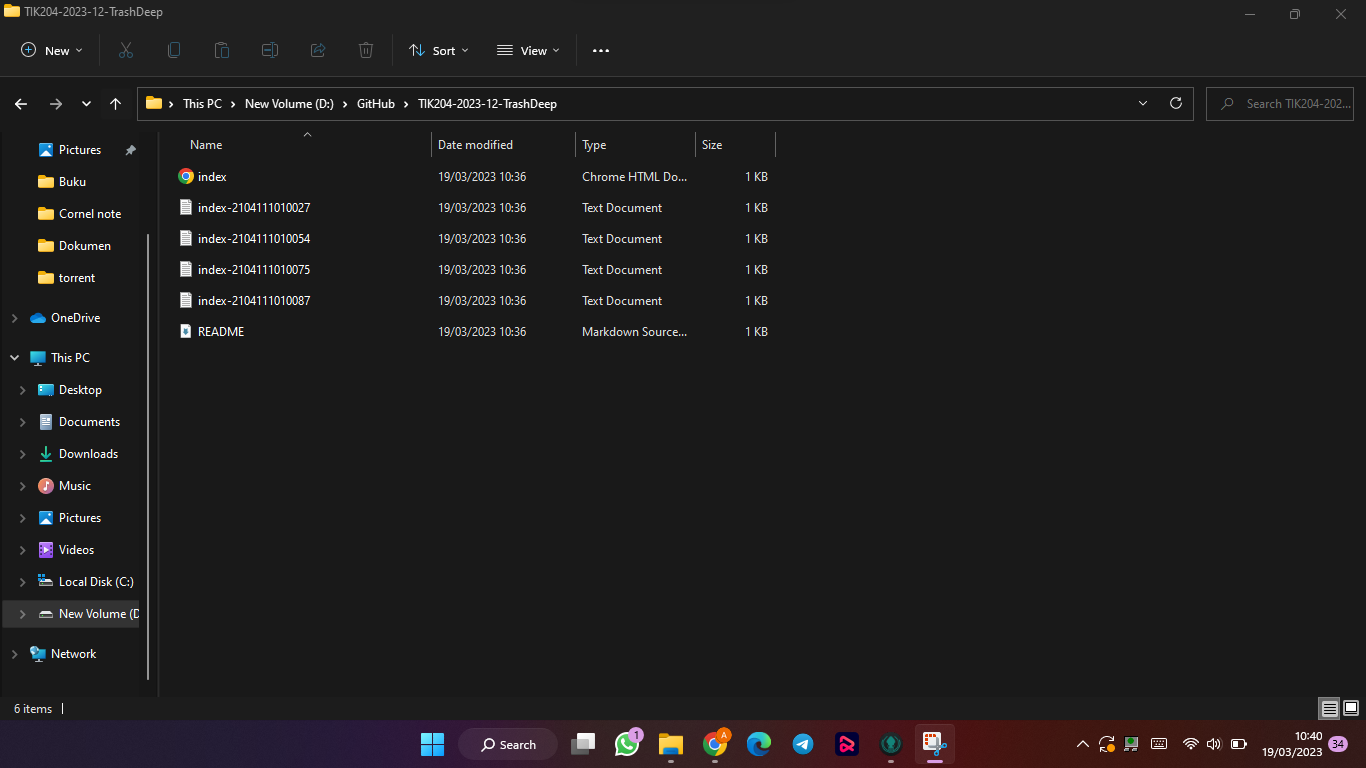 TIK204-2023-12-TrashDeep
New Sort View
This PC New Volume (D:) GitHub TIK204-2023-12-TrashDeep Search TIK204-202...
Name Date modified Type Size
index 19/03/2023 10:36 Chrome HTML Do... 1 KB
index-2104111010027 19/03/2023 10:36 Text Document 1 KB
index-2104111010054 19/03/2023 10:36 Text Document 1 KB
index-2104111010075 19/03/2023 10:36 Text Document 1 KB
index-2104111010087 19/03/2023 10:36 Text Document 1 KB
README 19/03/2023 10:36 Markdown Source... 1 KB
Pictures
Buku
Cornel note
Dokumen
torrent
OneDrive
This PC
Desktop
Documents
Downloads
Music
Pictures
Videos
Local Disk (C:)
New Volume (D
Network
6 items
Search 1 A 10:40
19/03/2023 34